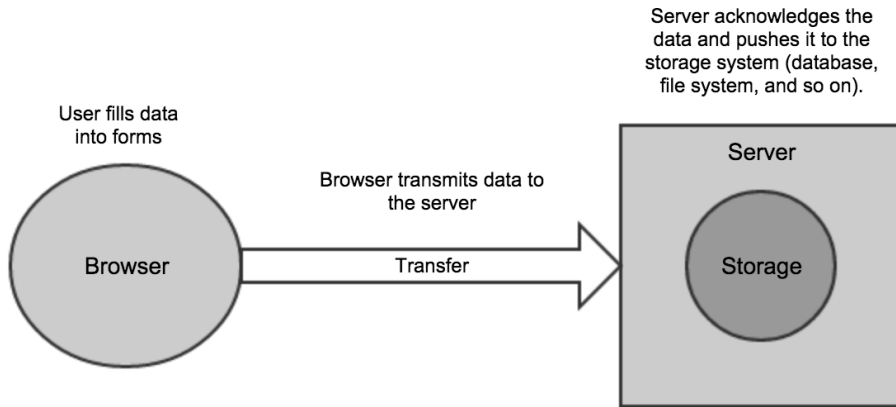 Server acknowledges the
data and pushes it to the
storage system (database,
file system, and so on).
User fills data
into forms
Server
Browser transmits data to
the server
Browser
Transfer
Storage